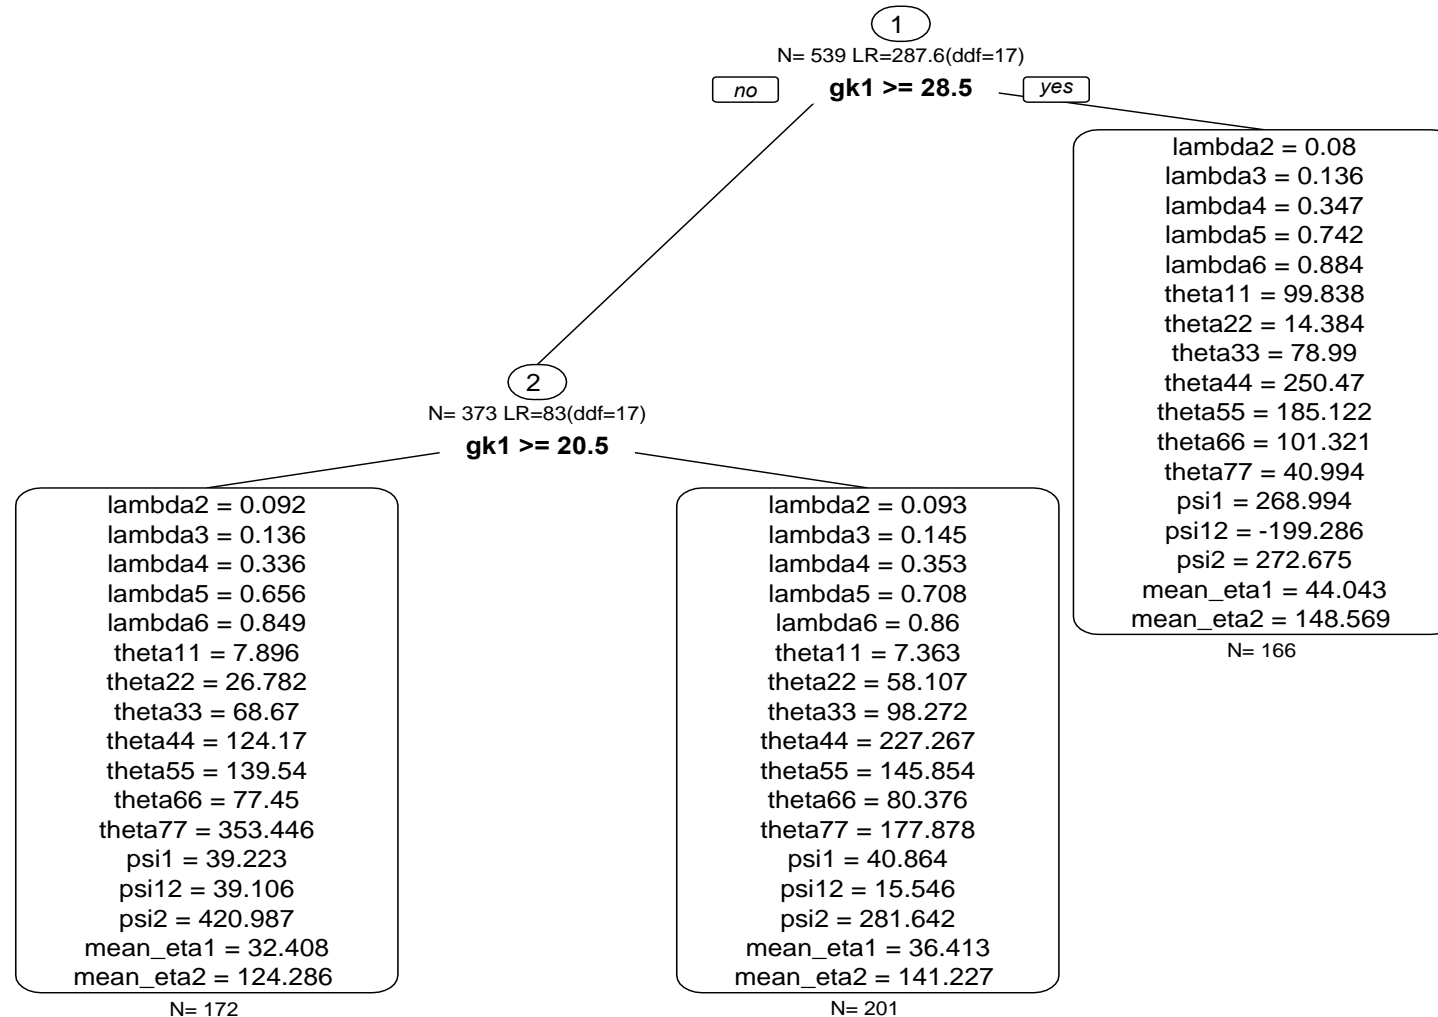 1
N= 539 LR=287.6(ddf=17)
no
gk1 >= 28.5
yes
lambda2 = 0.08
lambda3 = 0.136
lambda4 = 0.347
lambda5 = 0.742
lambda6 = 0.884
theta11 = 99.838
theta22 = 14.384
theta33 = 78.99
theta44 = 250.47
theta55 = 185.122
theta66 = 101.321
theta77 = 40.994
psi1 = 268.994
psi12 = -199.286
psi2 = 272.675
mean_eta1 = 44.043
mean_eta2 = 148.569
N= 166
2
N= 373 LR=83(ddf=17)
gk1 >= 20.5
lambda2 = 0.092
lambda3 = 0.136
lambda4 = 0.336
lambda5 = 0.656
lambda6 = 0.849
theta11 = 7.896
theta22 = 26.782
theta33 = 68.67
theta44 = 124.17
theta55 = 139.54
theta66 = 77.45
theta77 = 353.446
psi1 = 39.223
psi12 = 39.106
psi2 = 420.987
mean_eta1 = 32.408
mean_eta2 = 124.286
N= 172
lambda2 = 0.093
lambda3 = 0.145
lambda4 = 0.353
lambda5 = 0.708
lambda6 = 0.86
theta11 = 7.363
theta22 = 58.107
theta33 = 98.272
theta44 = 227.267
theta55 = 145.854
theta66 = 80.376
theta77 = 177.878
psi1 = 40.864
psi12 = 15.546
psi2 = 281.642
mean_eta1 = 36.413
mean_eta2 = 141.227
N= 201